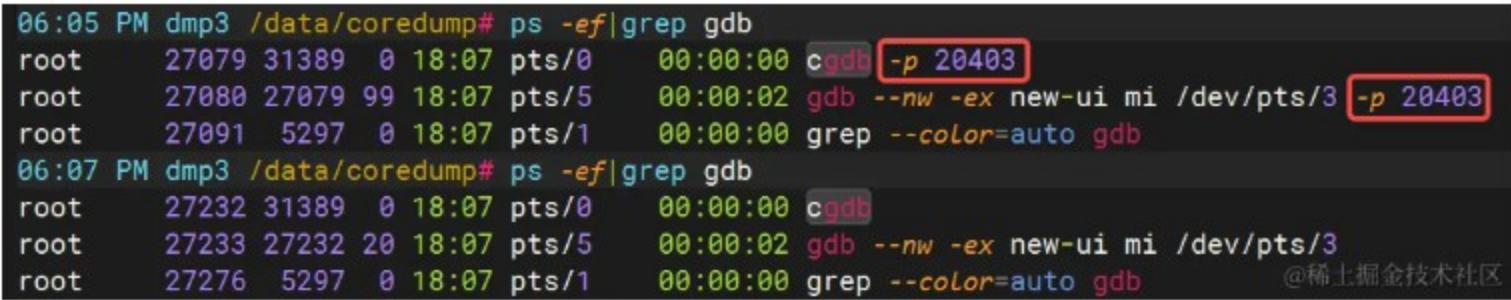 06:05 PM dmp3 /data/coredump# ps -ef|grep gdb
root 27079 31389 0 18:07 pts/0 00:00:00 cgdb -p 20403
root 27080 27079 99 18:07 pts/5 00:00:02 gdb --nw -ex new-ui mi /dev/pts/3 -p 20403
root 27091 5297 0 18:07 pts/1 00:00:00 grep --color=auto gdb
06:07 PM dmp3 /data/coredump# ps -ef|grep gdb
root 27232 31389 0 18:07 pts/0 00:00:00 cgdb
root 27233 27232 20 18:07 pts/5 00:00:02 gdb --nw -ex new-ui mi /dev/pts/3
root 27276 5297 0 18:07 pts/1 00:00:00 grep --color=auto gdb
@稀土掘金技术社区